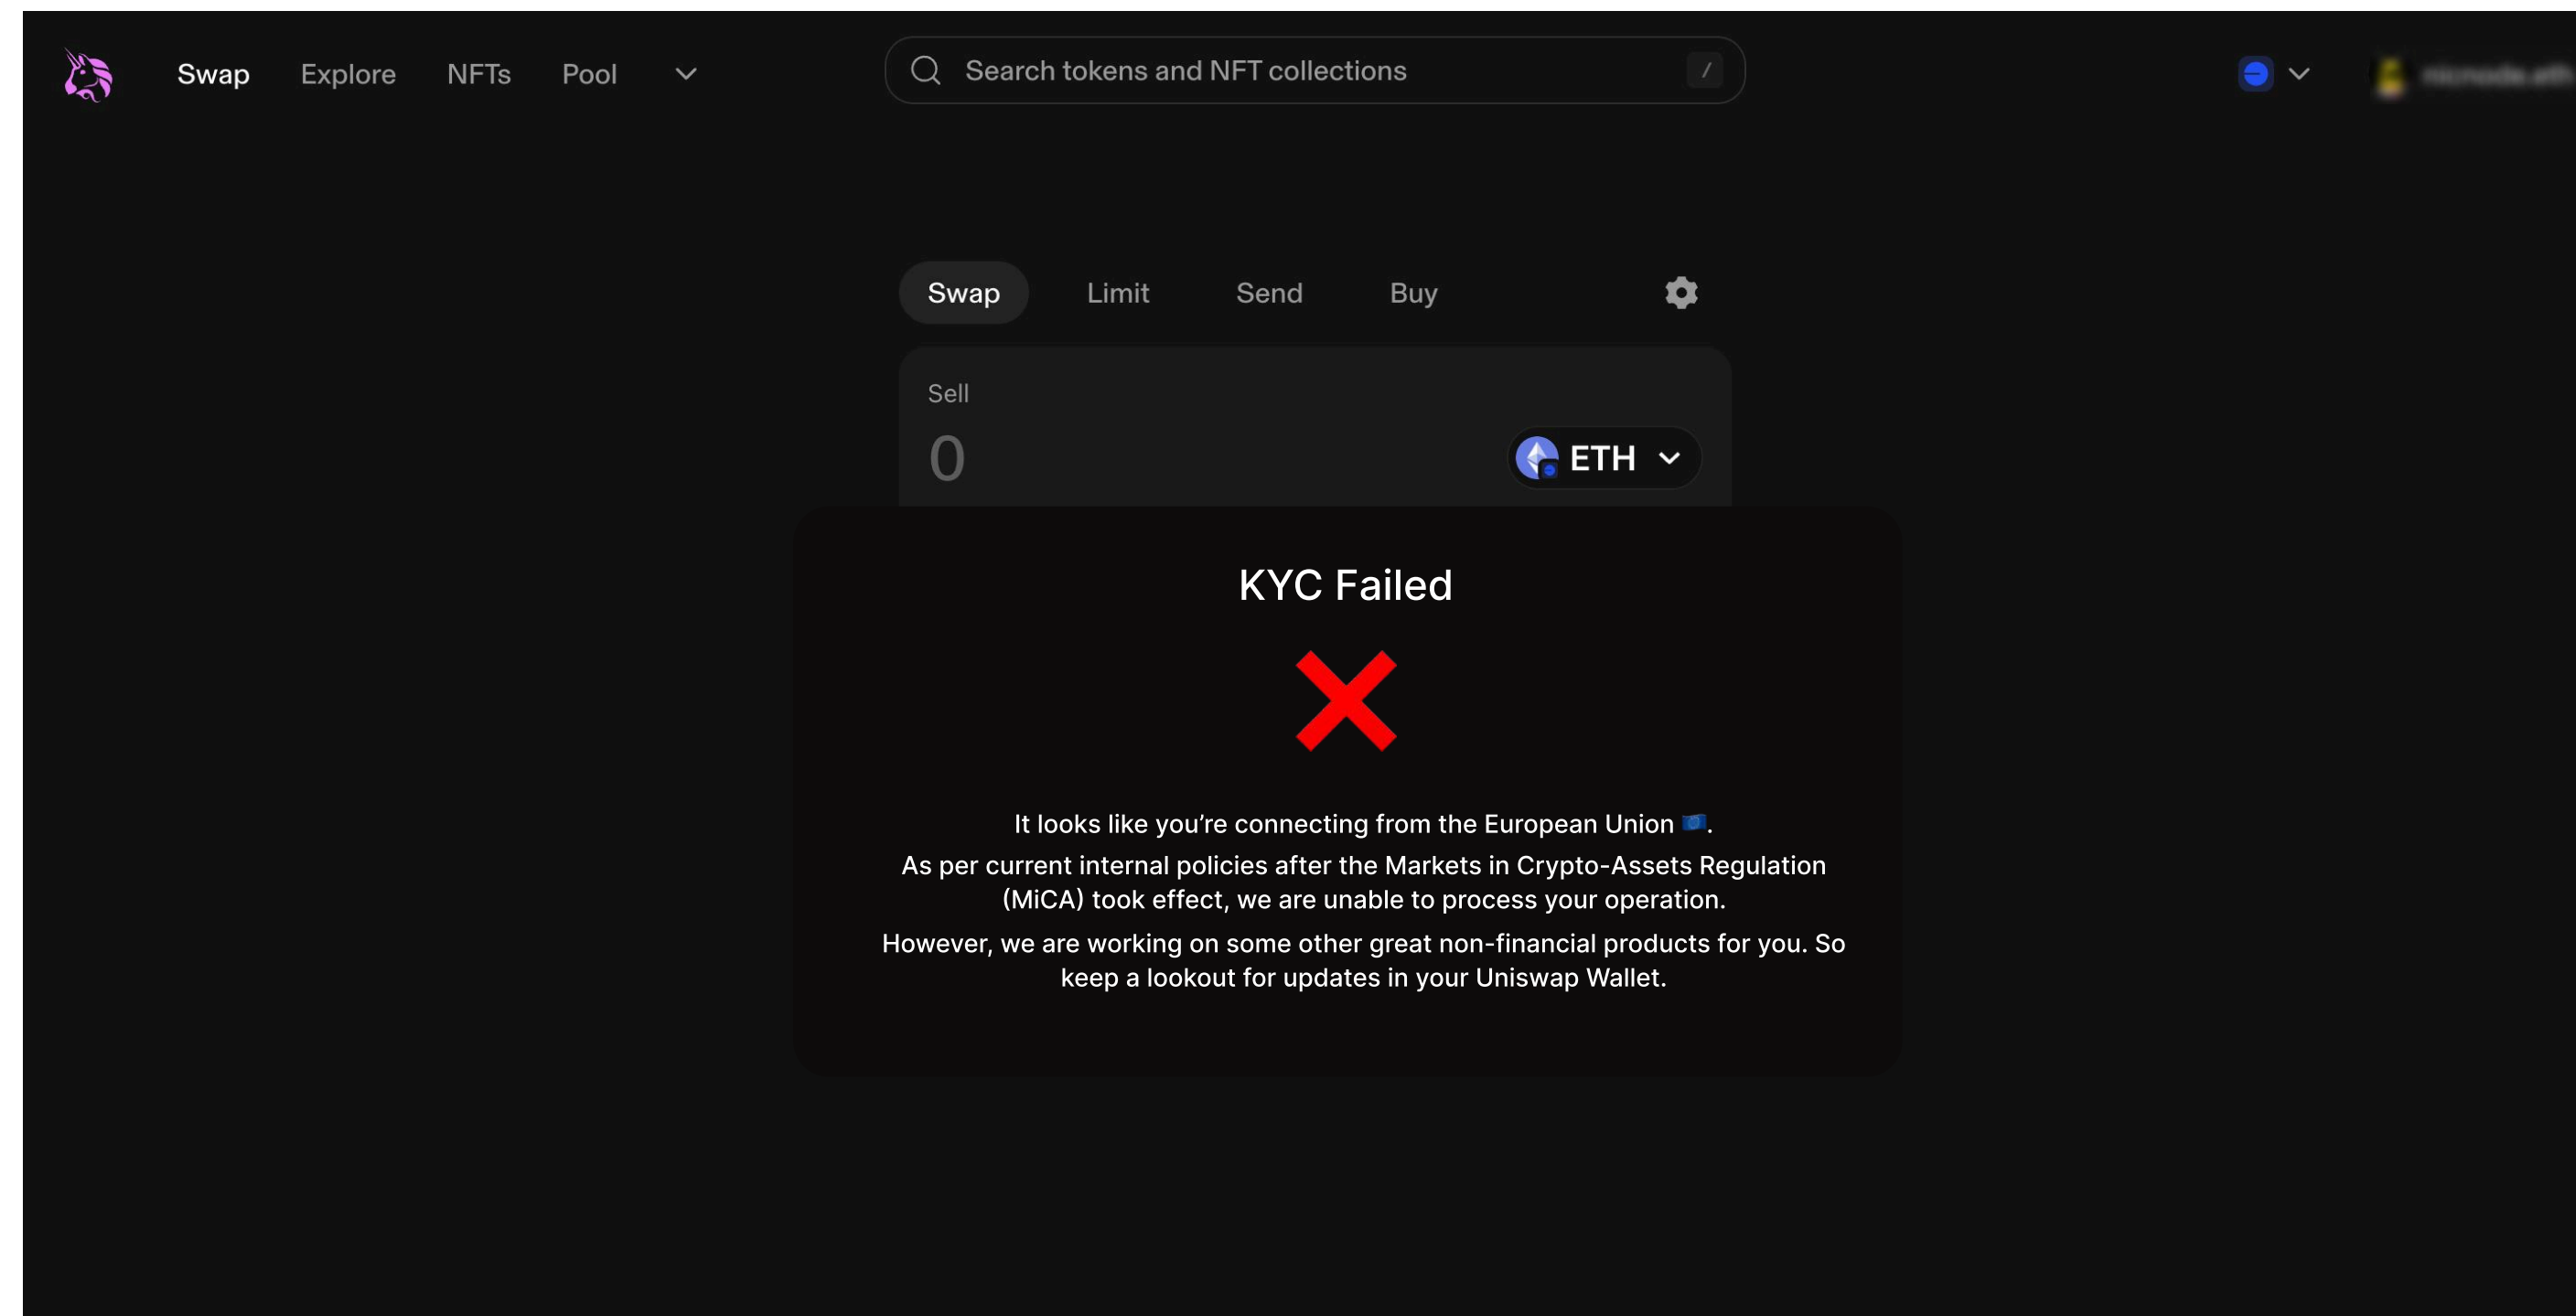 Swap Explore NFTs Pool
Search tokens and NFT collections /
Swap Limit Send Buy
Sell
0 ETH
KYC Failed
It looks like you’re connecting from the European Union 🇪🇺.
As per current internal policies after the Markets in Crypto-Assets Regulation
(MiCA) took effect, we are unable to process your operation.
However, we are working on some other great non-financial products for you. So
keep a lookout for updates in your Uniswap Wallet.